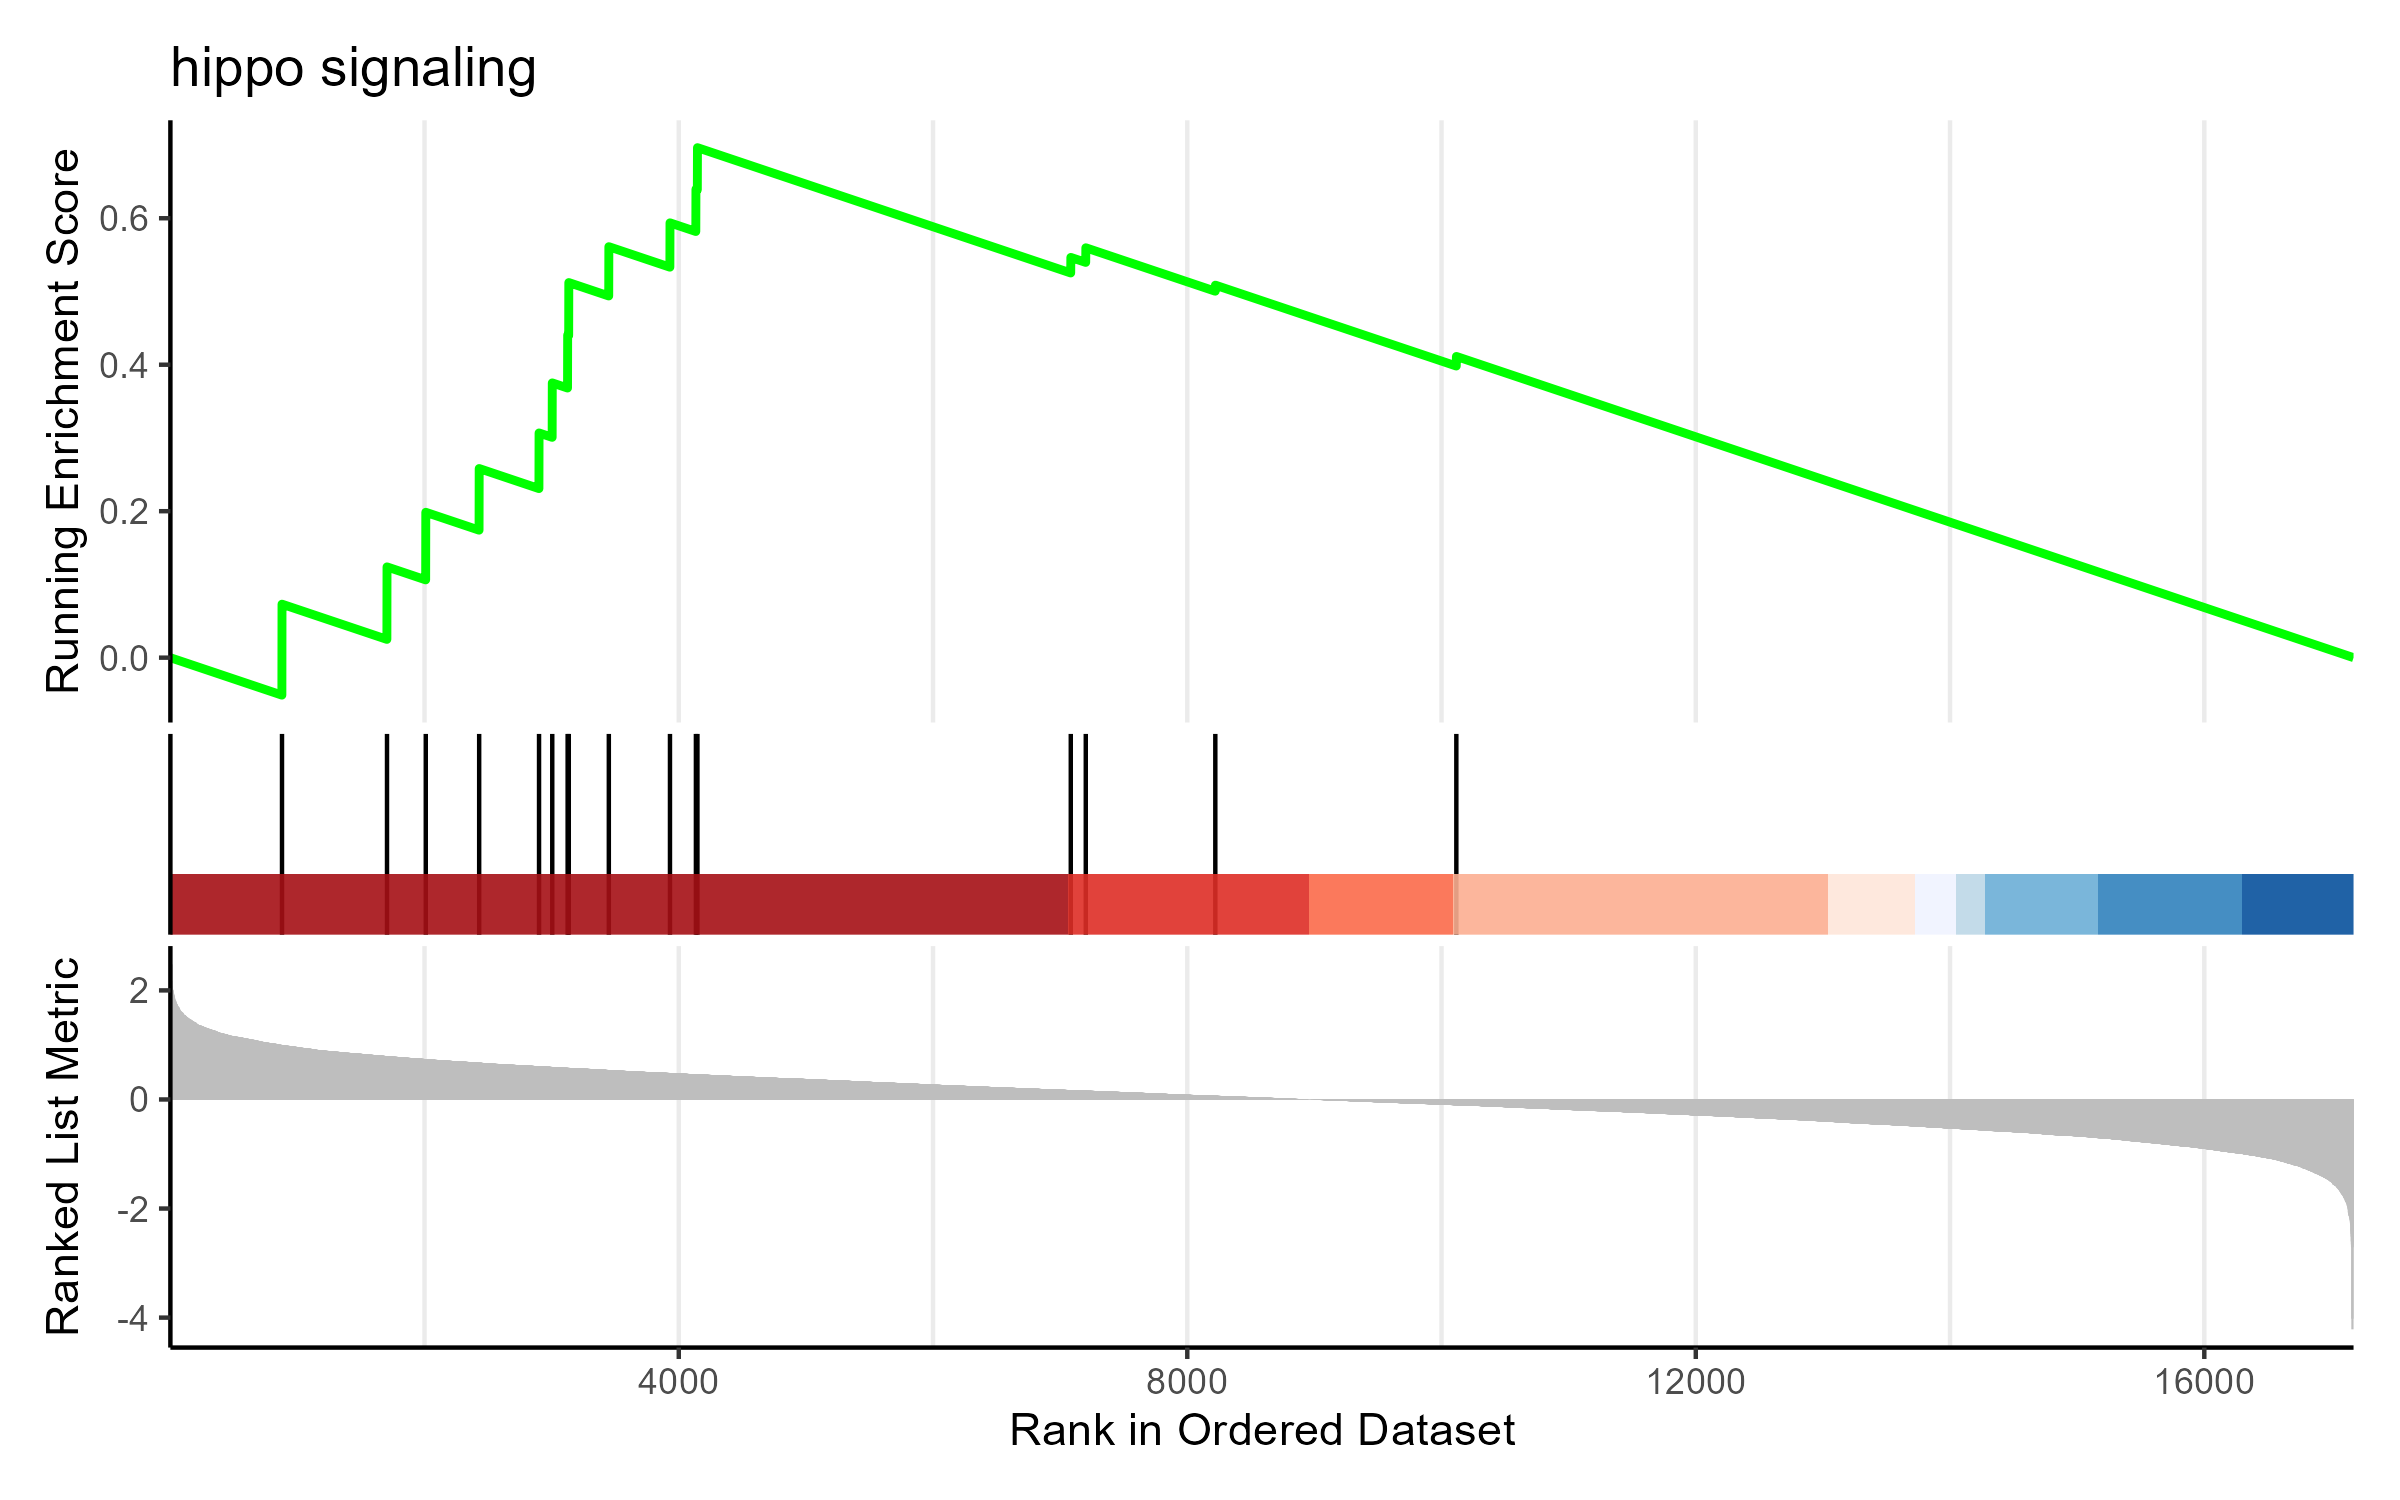 hippo signaling
Running Enrichment Score
0.6
0.4
0.2
0.0
Ranked List Metric
2
0
-2
-4
4000 8000 12000 16000
Rank in Ordered Dataset